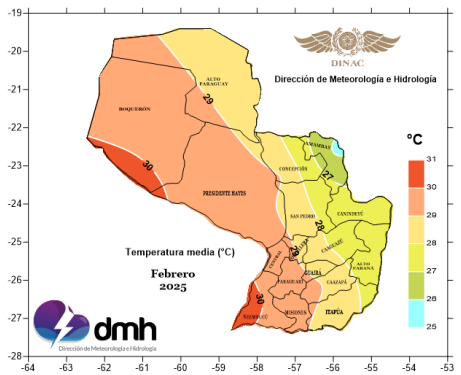 -19
-20
-21
-22
-23
-24
-25
-26
-27
-28
-64
-63
-62
-61
-60
-59
-58
-57
-56
-55
-54
DINAC
Dirección de Meteorología e Hidrología
°C
31
30
29
28
27
26
25
ALTO
PARAGUAY
29
BOQUERÓN
30
PRESIDENTE HAYES
AMAMBAY
27
CONCEPCIÓN
SAN PEDRO
28
CANINDEYÚ
CAAGUAZÚ
29
CENTRAL
GUAIRÁ
ALTO
PARANÁ
PARAGUARÍ
CAAZAPÁ
30
ÑEEMBUCÚ
MISIONES
ITAPÚA
Temperatura media (°C)
Febrero
2025
dmh
Dirección de Meteorología e Hidrología